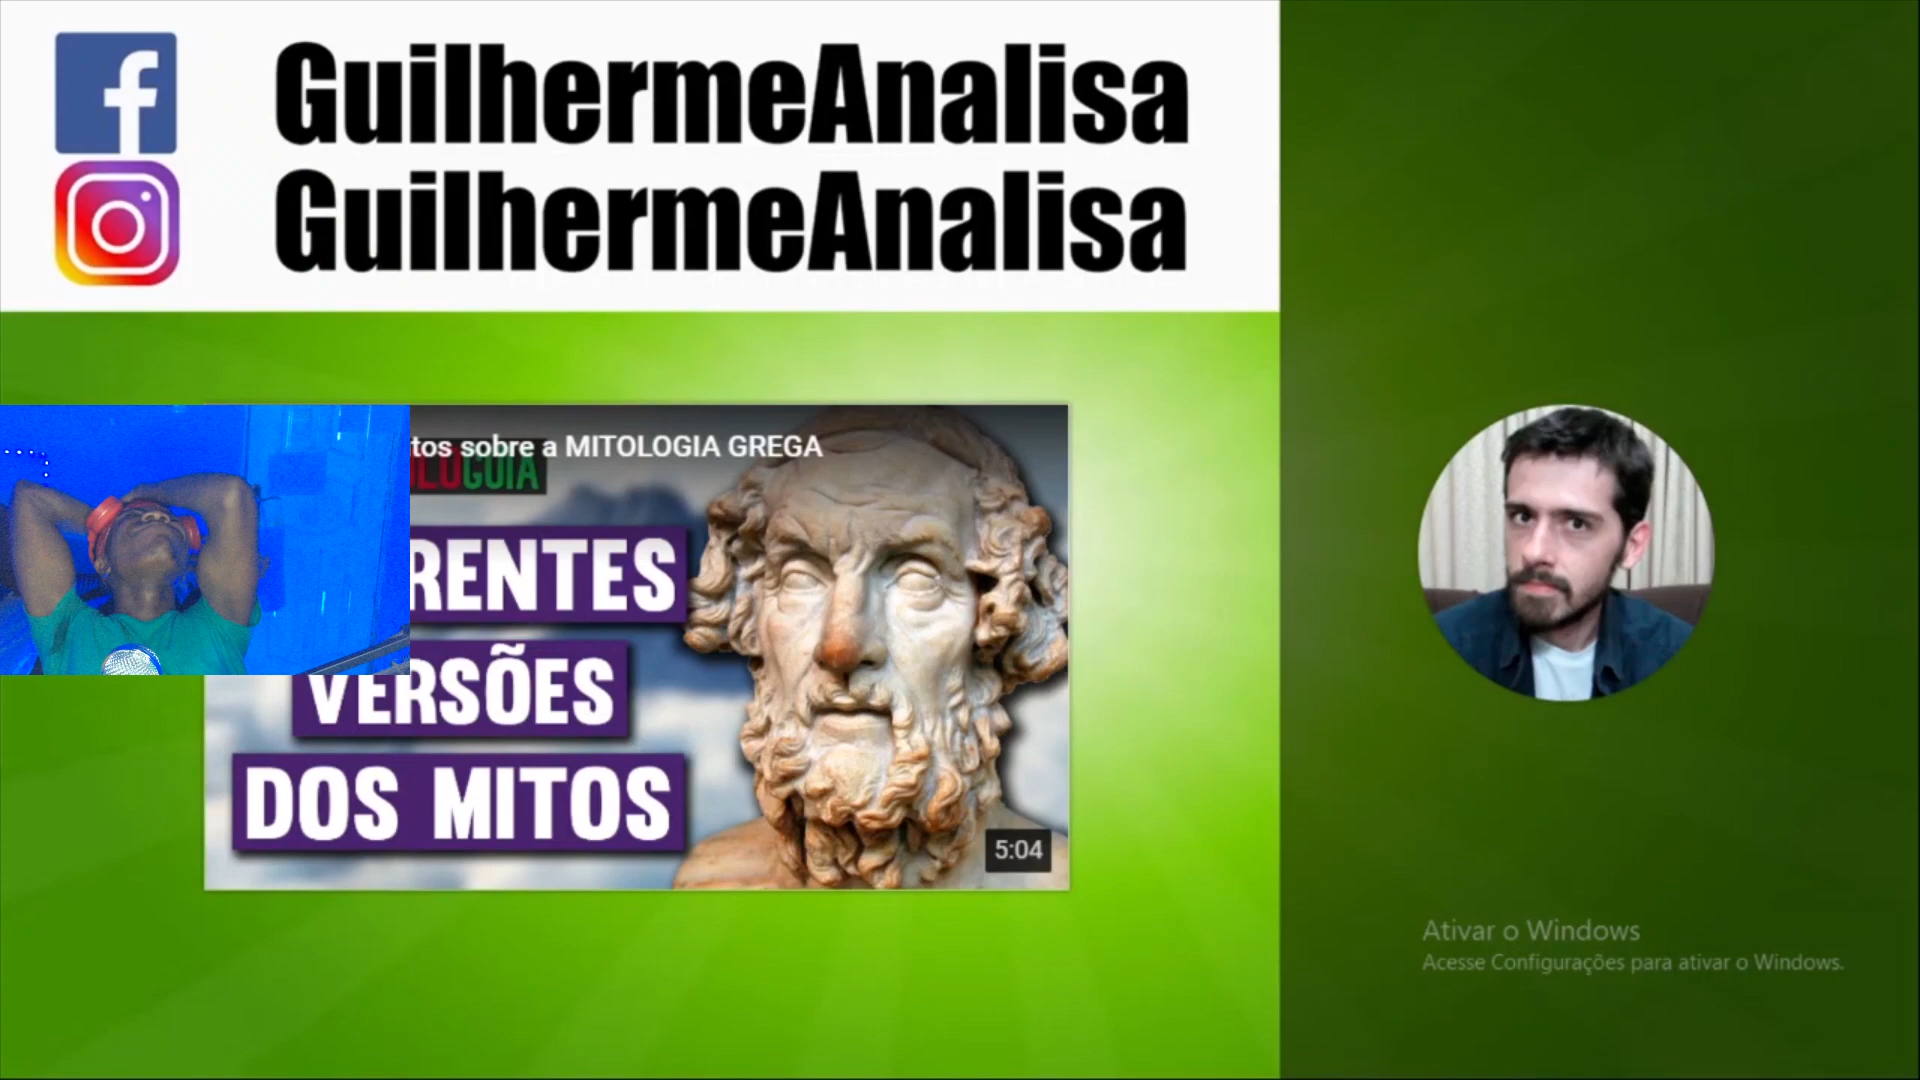 GuilhermeAnalisa
GuilhermeAnalisa
tos sobre a MITOLOGIA GREGA
GUIA
RENTES
VERSÕES
DOS MITOS
5:04
Ativar o Windows
Acesse Configurações para ativar o Windows.